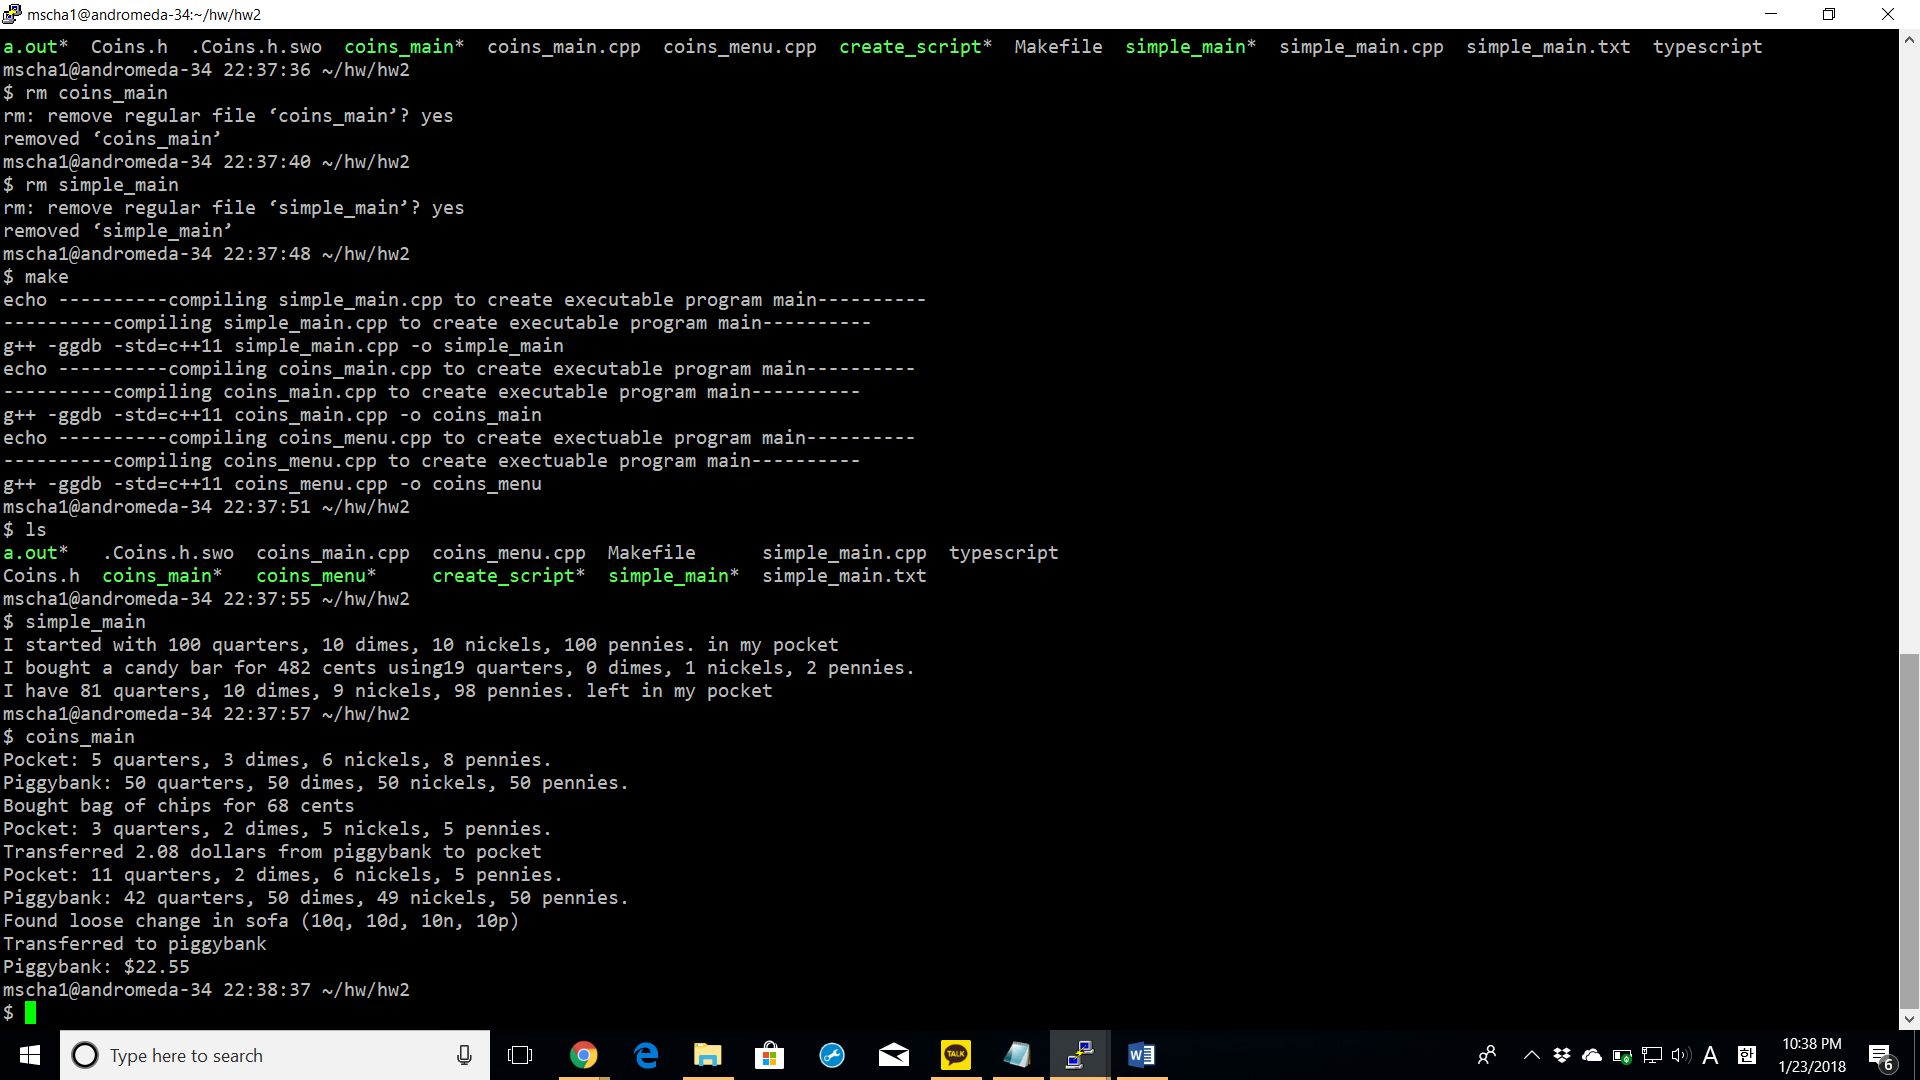 mscha1@andromeda-34:~/hw/hw2
a.out*  Coins.h  .Coins.h.swo  coins_main*  coins_main.cpp  coins_menu.cpp  create_script*  Makefile  simple_main*  simple_main.cpp  simple_main.txt  typescript
mscha1@andromeda-34 22:37:36 ~/hw/hw2
$ rm coins_main
rm: remove regular file ‘coins_main’? yes
removed ‘coins_main’
mscha1@andromeda-34 22:37:40 ~/hw/hw2
$ rm simple_main
rm: remove regular file ‘simple_main’? yes
removed ‘simple_main’
mscha1@andromeda-34 22:37:48 ~/hw/hw2
$ make
echo ----------compiling simple_main.cpp to create executable program main----------
----------compiling simple_main.cpp to create executable program main----------
g++ -ggdb -std=c++11 simple_main.cpp -o simple_main
echo ----------compiling coins_main.cpp to create executable program main----------
----------compiling coins_main.cpp to create executable program main----------
g++ -ggdb -std=c++11 coins_main.cpp -o coins_main
echo ----------compiling coins_menu.cpp to create exectuable program main----------
----------compiling coins_menu.cpp to create exectuable program main----------
g++ -ggdb -std=c++11 coins_menu.cpp -o coins_menu
mscha1@andromeda-34 22:37:51 ~/hw/hw2
$ ls
a.out*   .Coins.h.swo  coins_main.cpp  coins_menu.cpp  Makefile      simple_main.cpp  typescript
Coins.h  coins_main*   coins_menu*     create_script*  simple_main*  simple_main.txt
mscha1@andromeda-34 22:37:55 ~/hw/hw2
$ simple_main
I started with 100 quarters, 10 dimes, 10 nickels, 100 pennies. in my pocket
I bought a candy bar for 482 cents using19 quarters, 0 dimes, 1 nickels, 2 pennies.
I have 81 quarters, 10 dimes, 9 nickels, 98 pennies. left in my pocket
mscha1@andromeda-34 22:37:57 ~/hw/hw2
$ coins_main
Pocket: 5 quarters, 3 dimes, 6 nickels, 8 pennies.
Piggybank: 50 quarters, 50 dimes, 50 nickels, 50 pennies.
Bought bag of chips for 68 cents
Pocket: 3 quarters, 2 dimes, 5 nickels, 5 pennies.
Transferred 2.08 dollars from piggybank to pocket
Pocket: 11 quarters, 2 dimes, 6 nickels, 5 pennies.
Piggybank: 42 quarters, 50 dimes, 49 nickels, 50 pennies.
Found loose change in sofa (10q, 10d, 10n, 10p)
Transferred to piggybank
Piggybank: $22.55
mscha1@andromeda-34 22:38:37 ~/hw/hw2
$
Type here to search
TALK
A 한
10:38 PM
1/23/2018
6